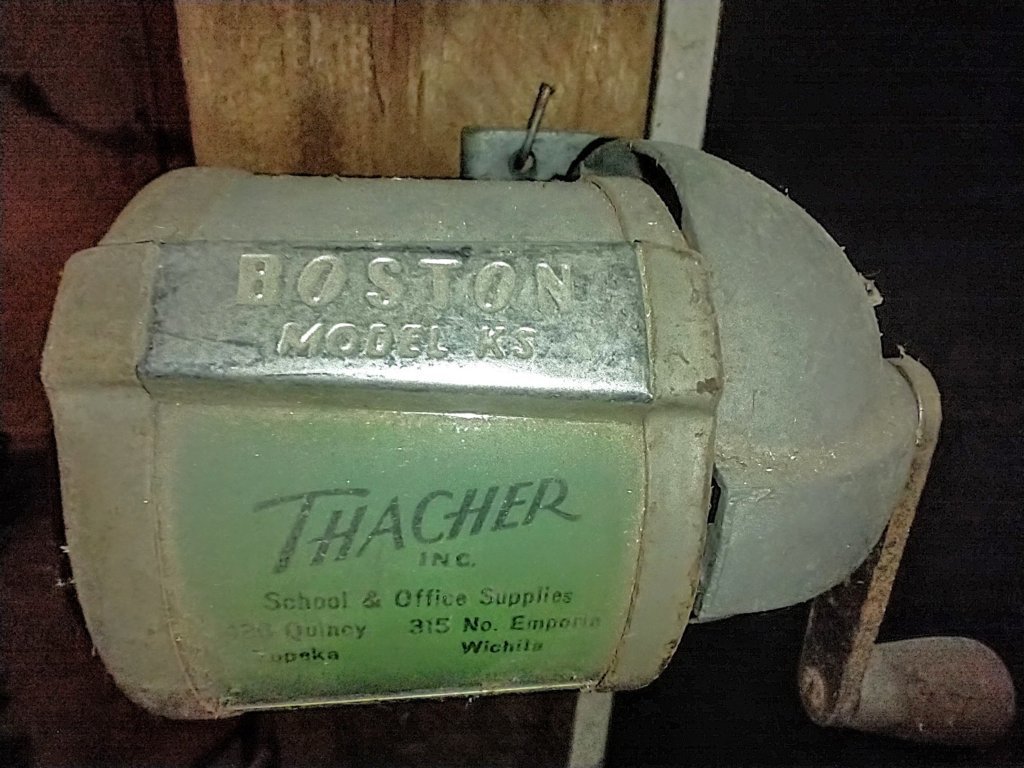 BOSTON
MODEL KS
THACHER
INC.
School & Office Supplies
Quincy 315 No. Emporia
Topeka Wichita